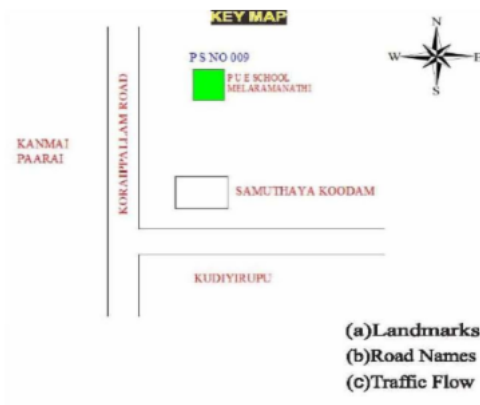 KEY MAP
N
W
E
S
P S NO 009
P U E SCHOOL
MELARAMANATHI
KORAIPPALLAM ROAD
KANMAI
PAARAI
SAMUTHAYA KOODAM
KUDIYIRUPU
(a)Landmarks
(b)Road Names
(c)Traffic Flow